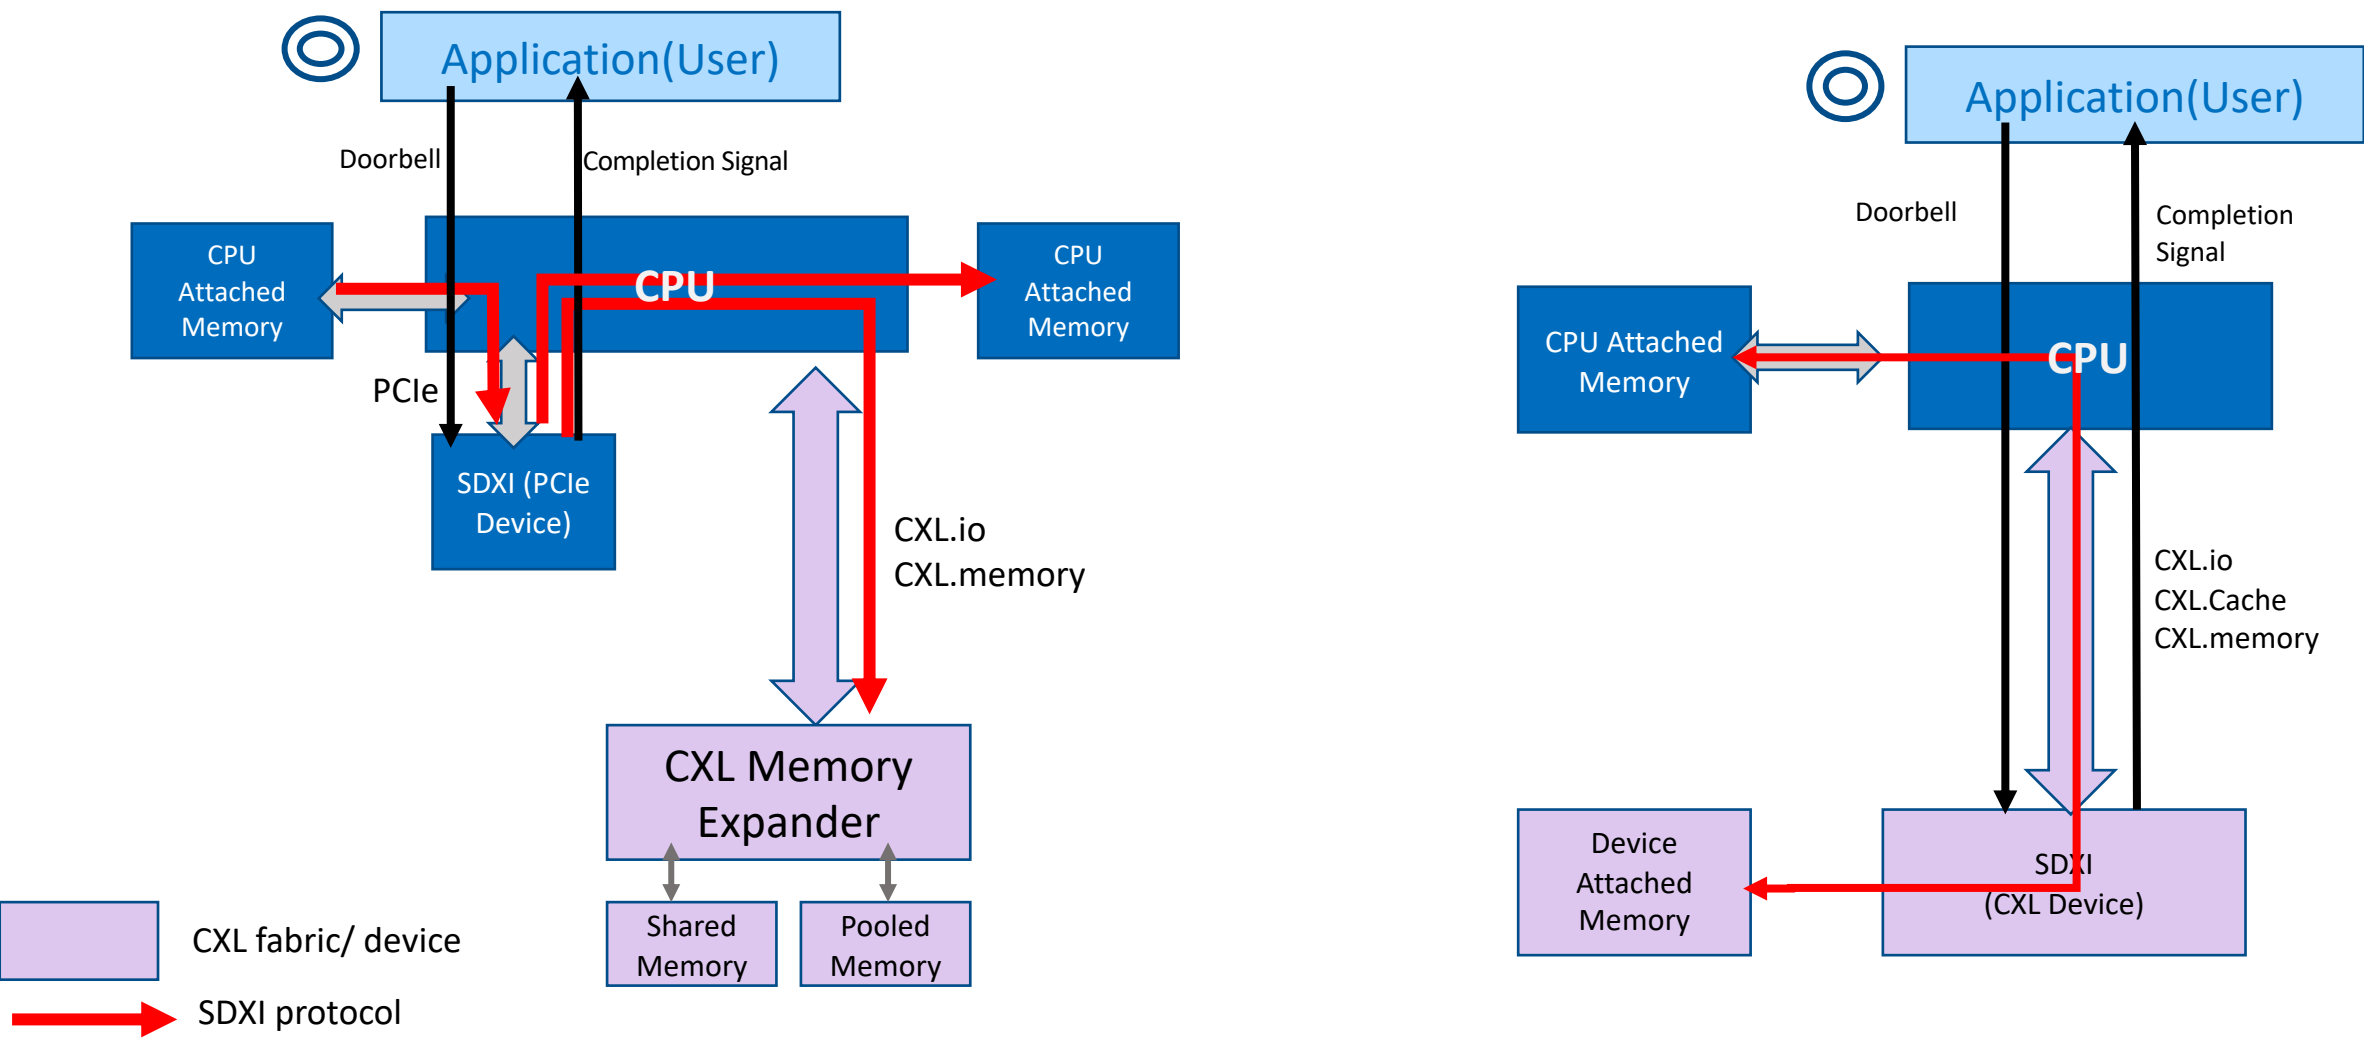 Application(User)
Doorbell
Completion Signal
CPU
Attached
Memory
CPU
CPU
Attached
Memory
PCIe
SDXI (PCIe
Device)
CXL.io
CXL.memory
CXL Memory
Expander
Shared
Memory
Pooled
Memory
CXL fabric/ device
SDXI protocol
Application(User)
Doorbell
Completion
Signal
CPU Attached
Memory
CPU
CXL.io
CXL.Cache
CXL.memory
Device
Attached
Memory
SDXI
(CXL Device)